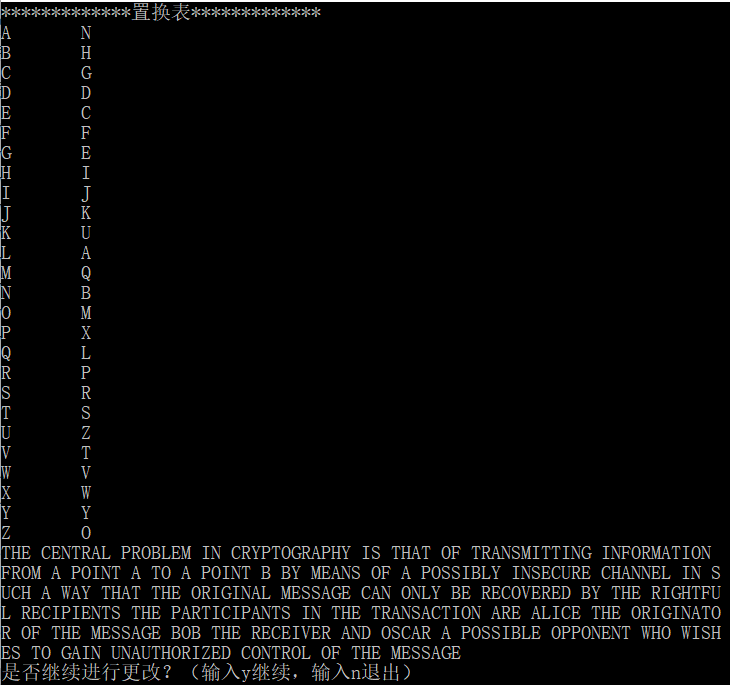 *************置换表*************
A N
B H
C G
D D
E C
F F
G E
H I
I J
J K
K U
L A
M Q
N B
O M
P X
Q L
R P
S R
T S
U Z
V T
W V
X W
Y Y
Z O
THE CENTRAL PROBLEM IN CRYPTOGRAPHY IS THAT OF TRANSMITTING INFORMATION
FROM A POINT A TO A POINT B BY MEANS OF A POSSIBLY INSECURE CHANNEL IN S
UCH A WAY THAT THE ORIGINAL MESSAGE CAN ONLY BE RECOVERED BY THE RIGHTFU
L RECIPIENTS THE PARTICIPANTS IN THE TRANSACTION ARE ALICE THE ORIGINATO
R OF THE MESSAGE BOB THE RECEIVER AND OSCAR A POSSIBLE OPPONENT WHO WISH
ES TO GAIN UNAUTHORIZED CONTROL OF THE MESSAGE
是否继续进行更改？（输入y继续，输入n退出）